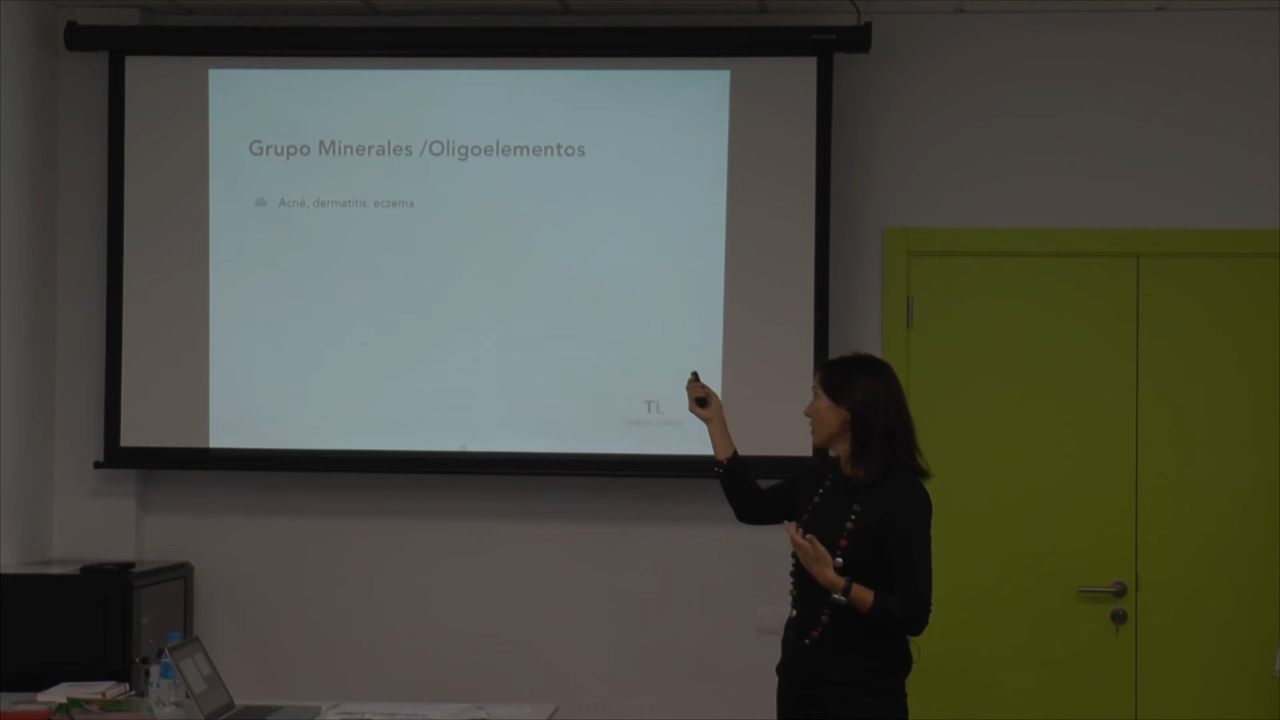 Grupo Minerales /Oligoelementos
Acné, dermatitis, eczema
TL